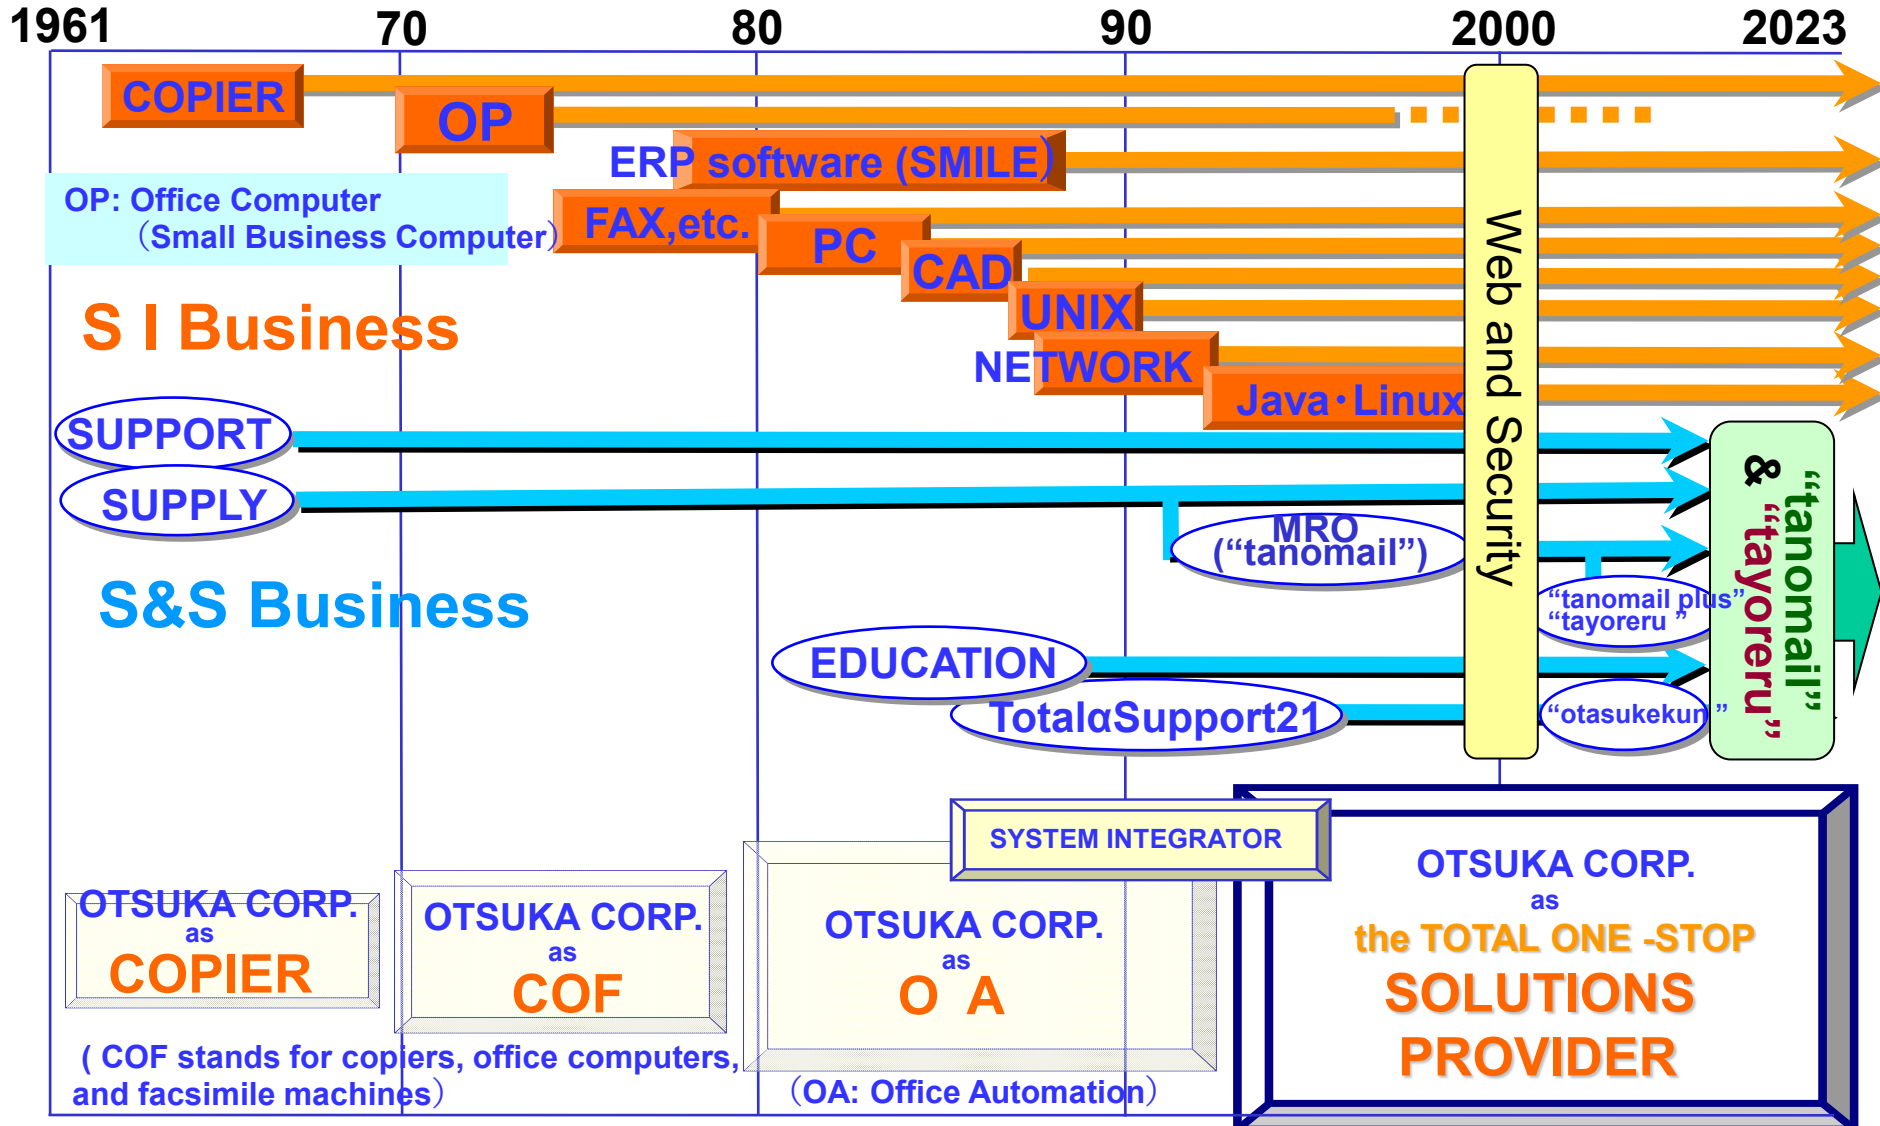 1961 70 80 90 2000 2023
COPIER
OP
ERP software (SMILE）
OP: Office Computer
（Small Business Computer）
FAX,etc.
PC
CAD
UNIX
NETWORK
Java・Linux
S I Business
Web and Security
SUPPORT
SUPPLY
MRO
(“tanomail”)
“tanomail plus”
“tayoreru ”
S&S Business
EDUCATION
TotalαSupport21
“otasukekun ”
“tanomail”
& “tayoreru”
SYSTEM INTEGRATOR
OTSUKA CORP.
as
COPIER
OTSUKA CORP.
as
COF
OTSUKA CORP.
as
O A
OTSUKA CORP.
as
the TOTAL ONE -STOP
SOLUTIONS
PROVIDER
( COF stands for copiers, office computers,
and facsimile machines）
（OA: Office Automation）